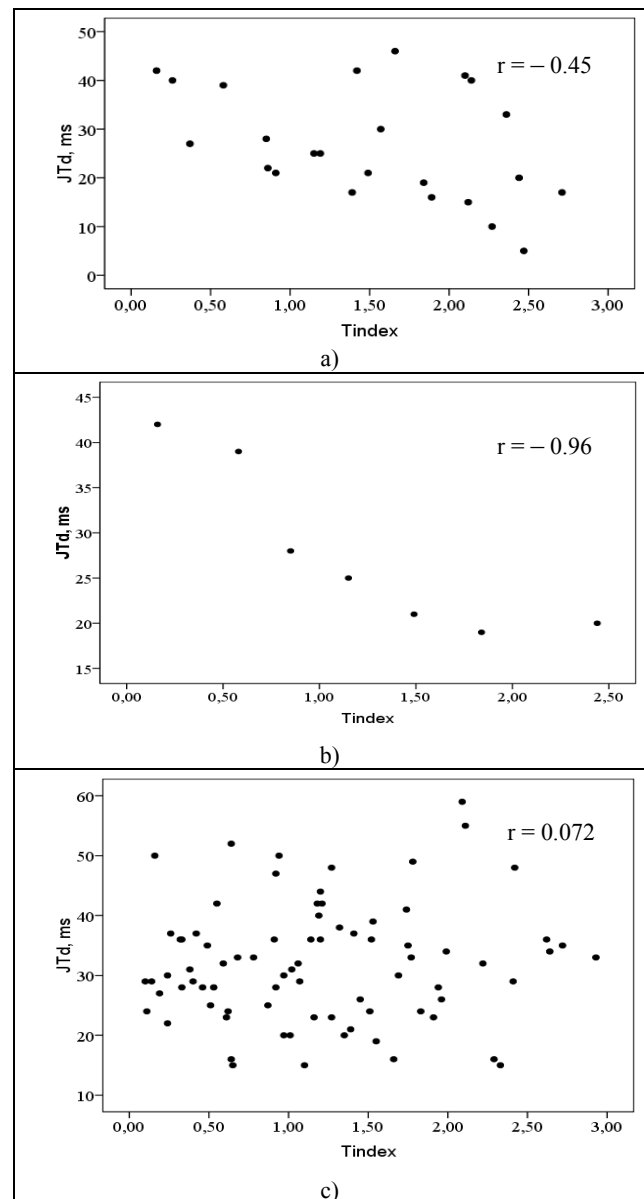 50
40
30
20
10
0
JTd, ms
r = – 0.45
0,00 0,50 1,00 1,50 2,00 2,50 3,00
Tindex
a)
45
40
35
30
25
20
15
JTd, ms
r = – 0.96
0,00 0,50 1,00 1,50 2,00 2,50
Tindex
b)
60
50
40
30
20
10
JTd, ms
r = 0.072
0,00 0,50 1,00 1,50 2,00 2,50 3,00
Tindex
c)